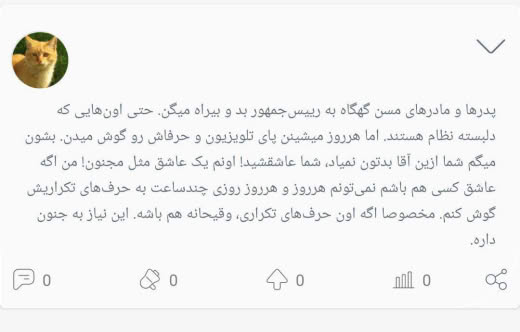 پدرها و مادرهای مسن گهگاه به رییس‌جمهور بد و بیراه میگن. حتی اون‌هایی که
دلبسته نظام هستند. اما هرروز میشینن پای تلویزیون و حرفاش رو گوش میدن. بشون
میگم شما ازین آقا بدتون نمیاد، شما عاشقشید! اونم یک عاشق مثل مجنون! من اگه
عاشق کسی هم باشم نمی‌تونم هرروز و هرروز روزی چندساعت به حرف‌های تکراریش
گوش کنم. مخصوصا اگه اون حرف‌های تکراری، وقیحانه هم باشه. این نیاز به جنون
داره.
0 0 0 0